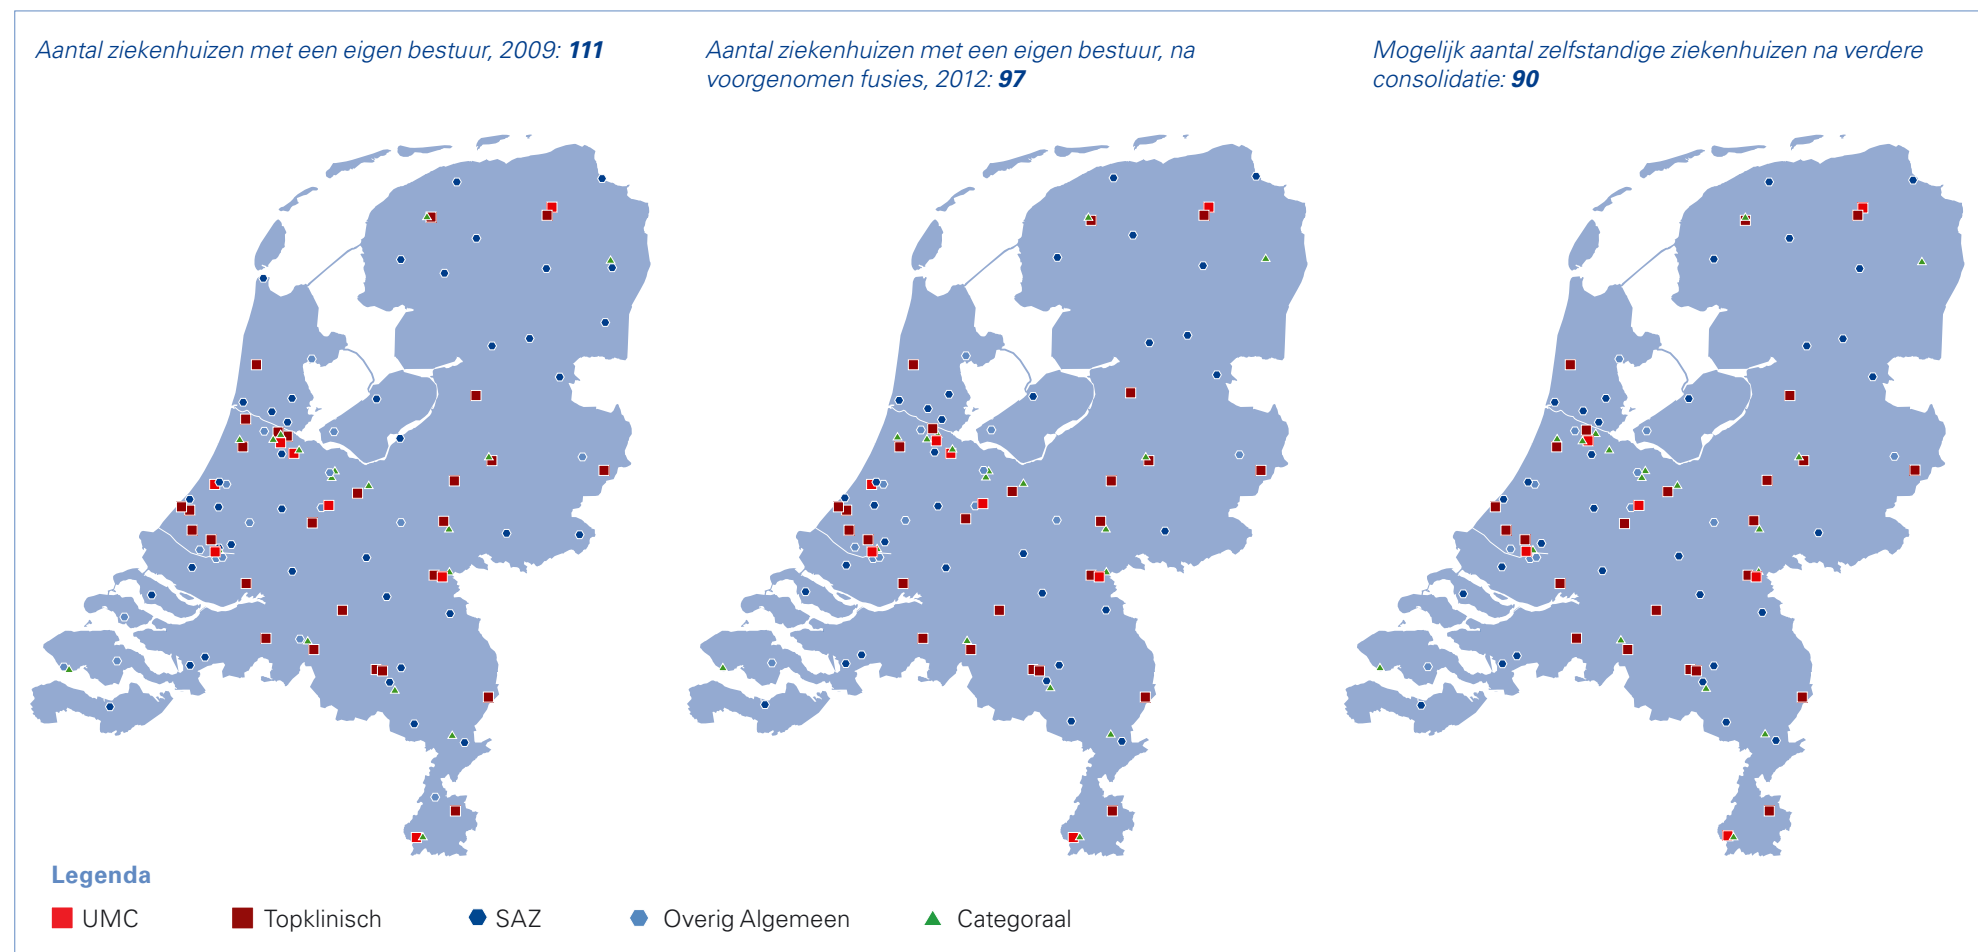 Aantal ziekenhuizen met een eigen bestuur, 2009: 111
Aantal ziekenhuizen met een eigen bestuur, na
voorgenomen fusies, 2012: 97
Mogelijk aantal zelfstandige ziekenhuizen na verdere
consolidatie: 90
Legenda
UMC
Topklinisch
SAZ
Overig Algemeen
Categoraal